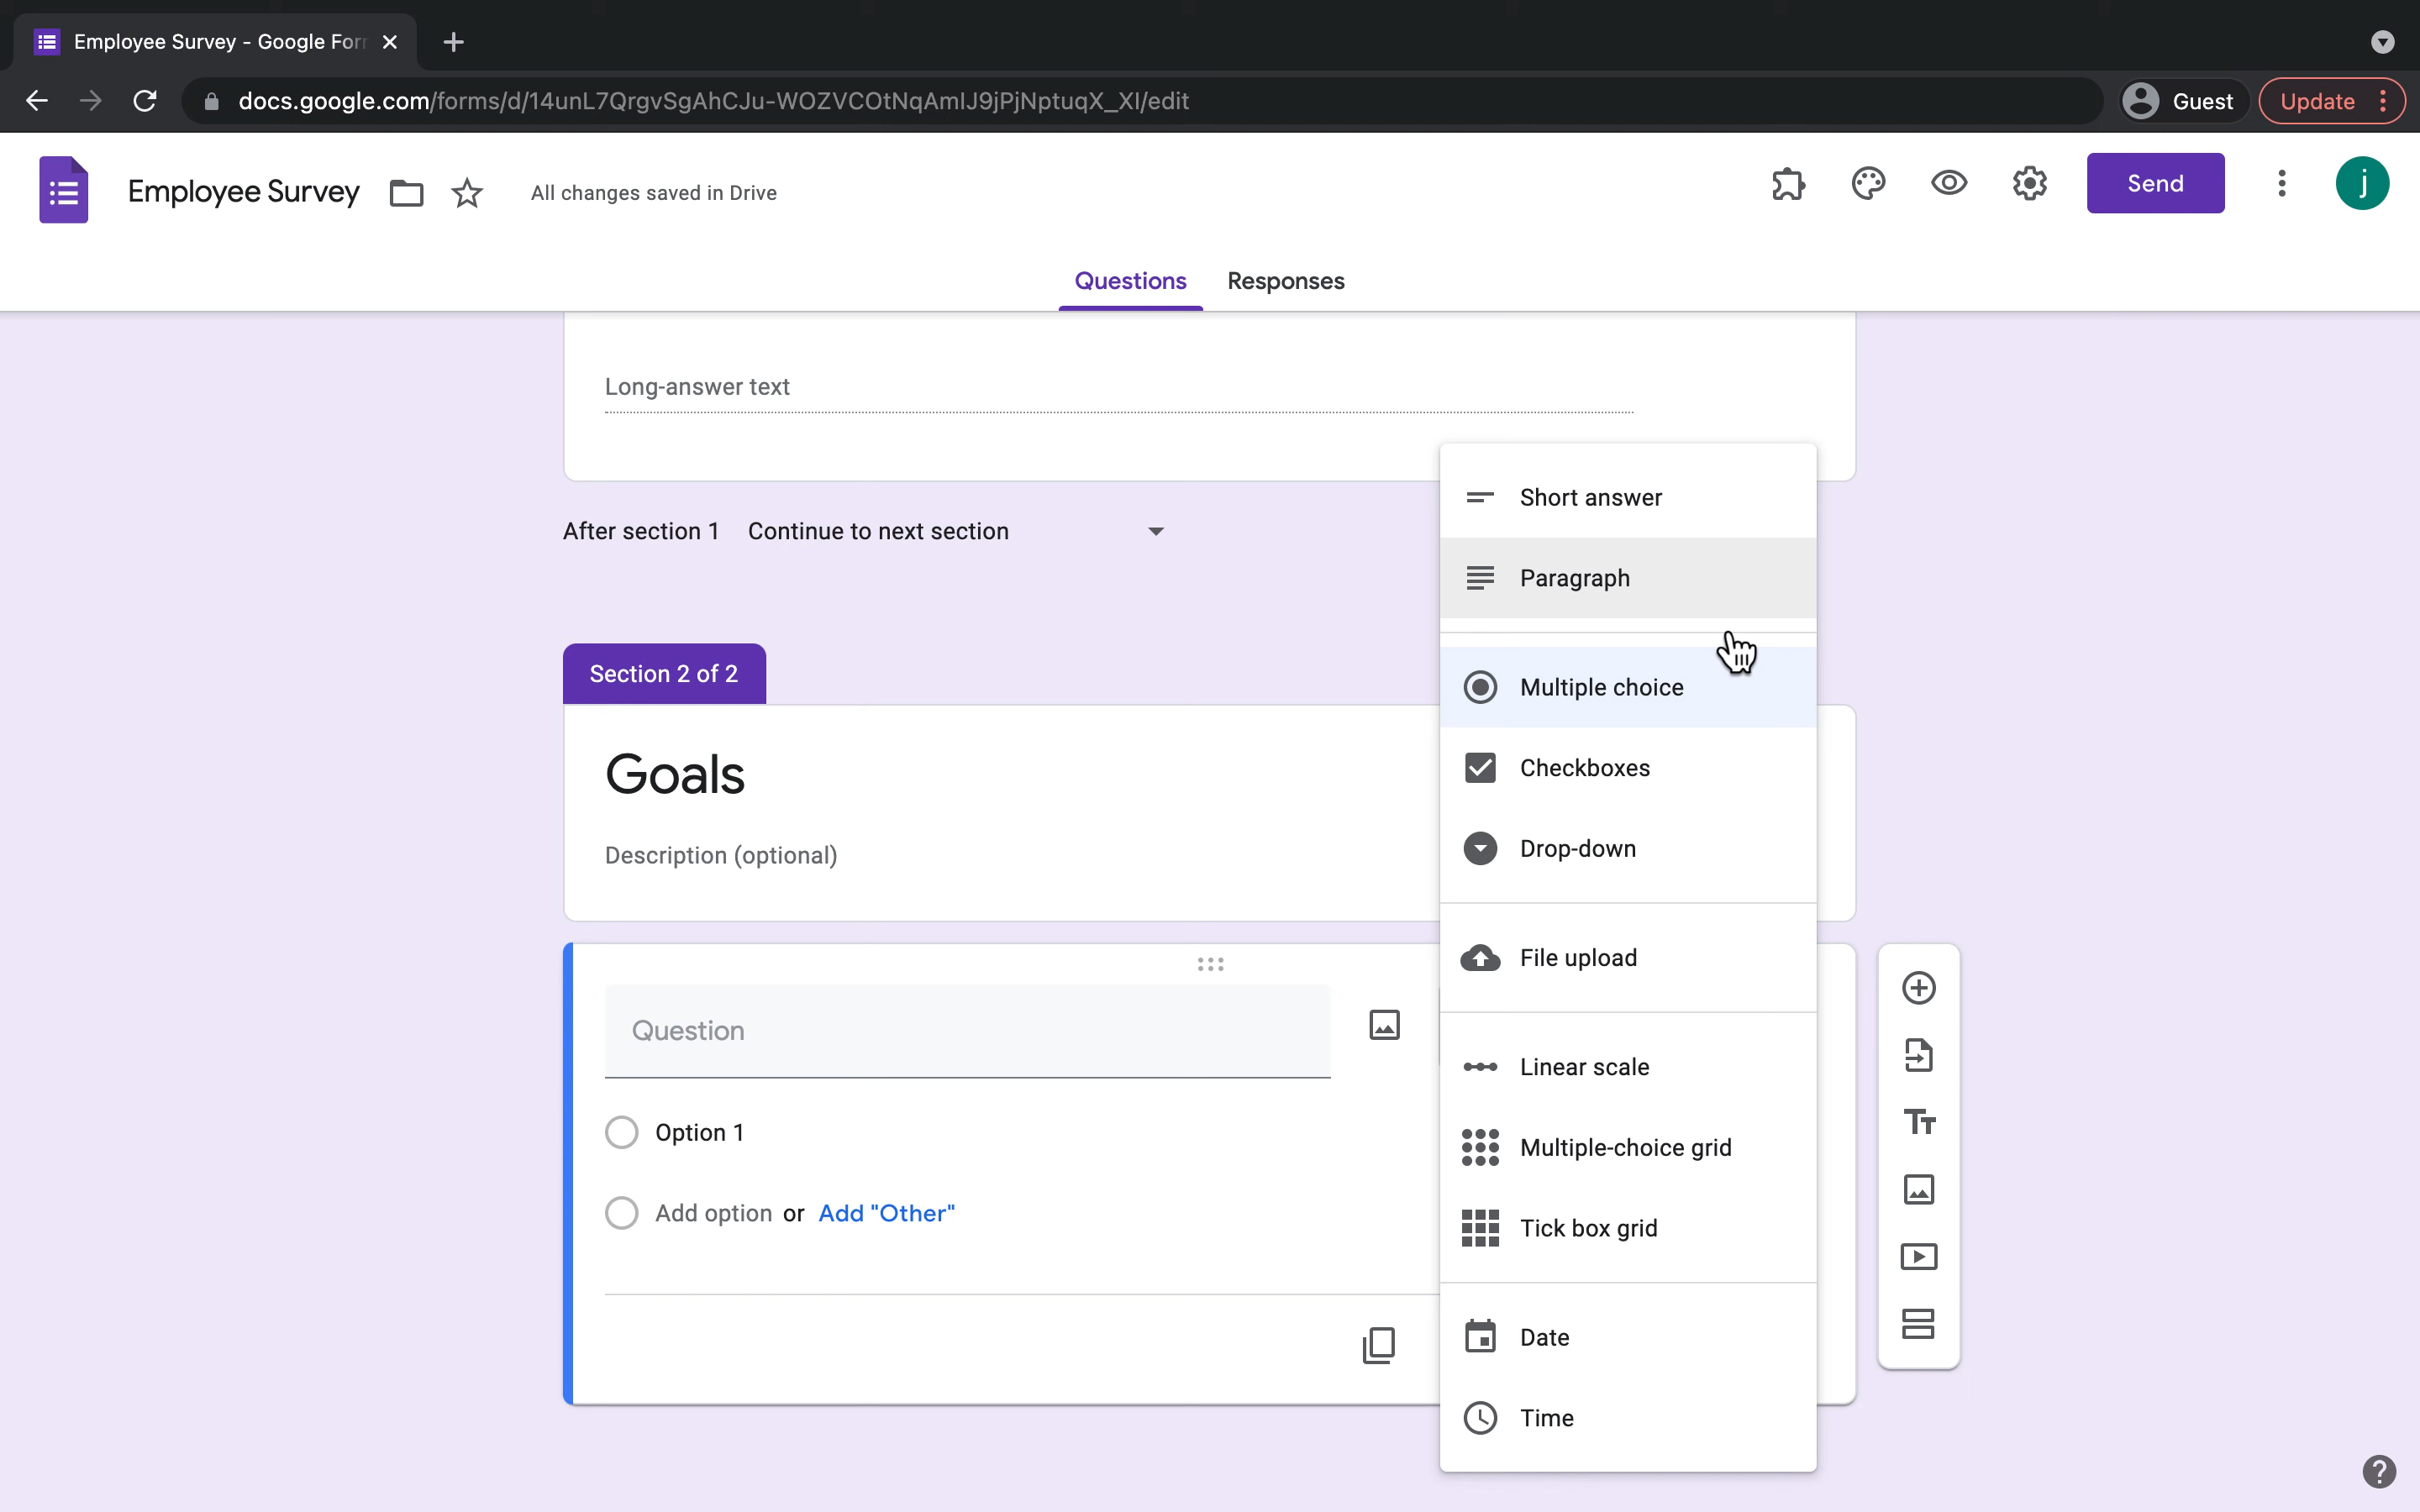 Employee Survey - Google For
docs.google.com/forms/d/14unL7QrgvSgAhCJu-WOZVCOtNqAmIJ9jPjNptuqX_XI/edit
Guest
Update
Employee Survey
All changes saved in Drive
Send
j
Questions
Responses
Long-answer text
After section 1
Continue to next section
Section 2 of 2
Goals
Description (optional)
Question
Option 1
Add option or Add "Other"
Short answer
Paragraph
Multiple choice
Checkboxes
Drop-down
File upload
Linear scale
Multiple-choice grid
Tick box grid
Date
Time